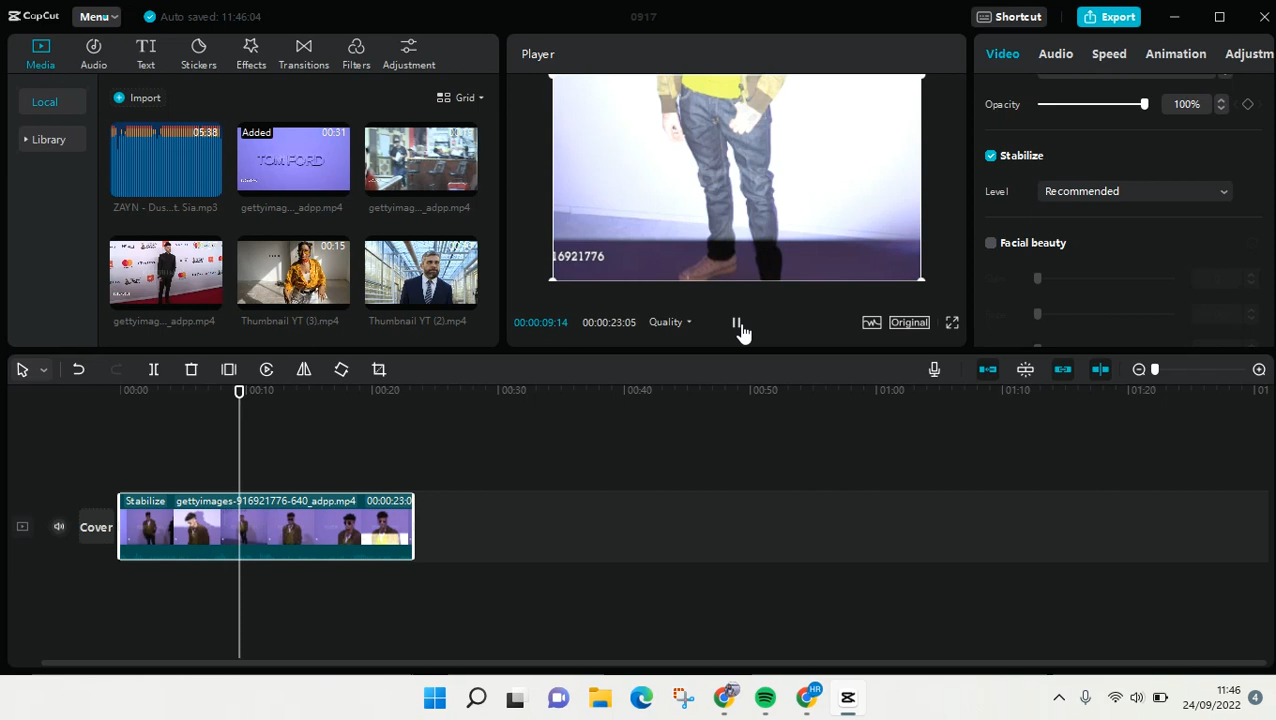 CapCut Menu Auto saved: 11:46:04 0917 Shortcut Export
Media Audio Text Stickers Effects Transitions Filters Adjustment
Player
Video Audio Speed Animation Adjustm
Local
Import
Grid
Library
05:38
Added 00:31
TOM FORD
ZAYN - Dus...t. Sia.mp3
gettyimag..._adpp.mp4
gettyimag..._adpp.mp4
00:15
gettyimag..._adpp.mp4
Thumbnail YT (3).mp4
Thumbnail YT (2).mp4
16921776
00:00:09:14 00:00:23:05 Quality Original
Opacity 100%
Stabilize
Level Recommended
Facial beauty
00:00 00:10 00:20 00:30 00:40 00:50 01:00 01:10 01:20 01
Stabilize gettyimages-916921776-640_adpp.mp4 00:00:23:0
Cover
HR
11:46
24/09/2022
4